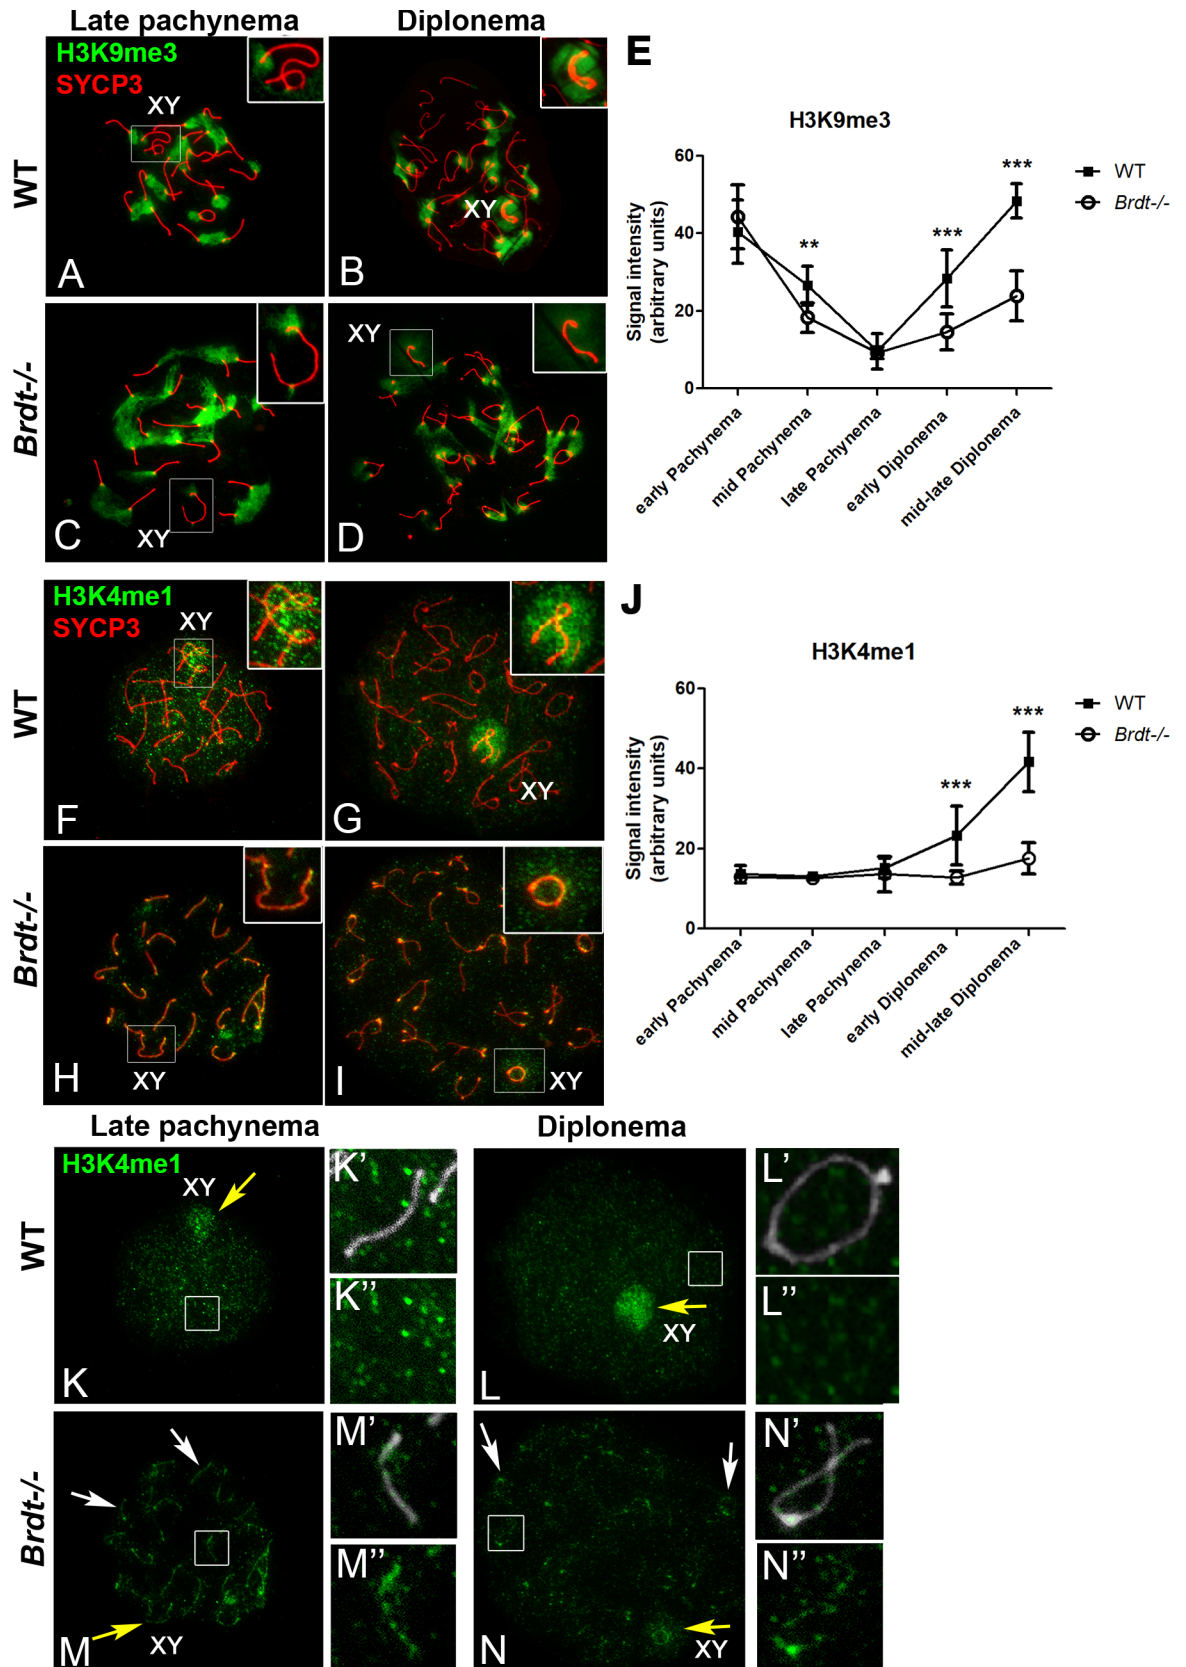 Late pachynema
Diplonema
WT
H3K9me3
SYCP3
XY
A
XY
B
Brdt-/-
XY
C
XY
D
E
H3K9me3
Signal intensity
(arbitrary units)
60
40
20
0
**
***
***
WT
Brdt-/-
early Pachynema
mid Pachynema
late Pachynema
early Diplonema
mid-late Diplonema
WT
H3K4me1
SYCP3
XY
F
XY
G
Brdt-/-
XY
H
XY
I
J
H3K4me1
Signal intensity
(arbitrary units)
60
40
20
0
***
***
WT
Brdt-/-
early Pachynema
mid Pachynema
late Pachynema
early Diplonema
mid-late Diplonema
Late pachynema
Diplonema
WT
H3K4me1
XY
K
K'
K''
XY
L
L'
L''
Brdt-/-
XY
M
M'
M''
XY
N
N'
N''